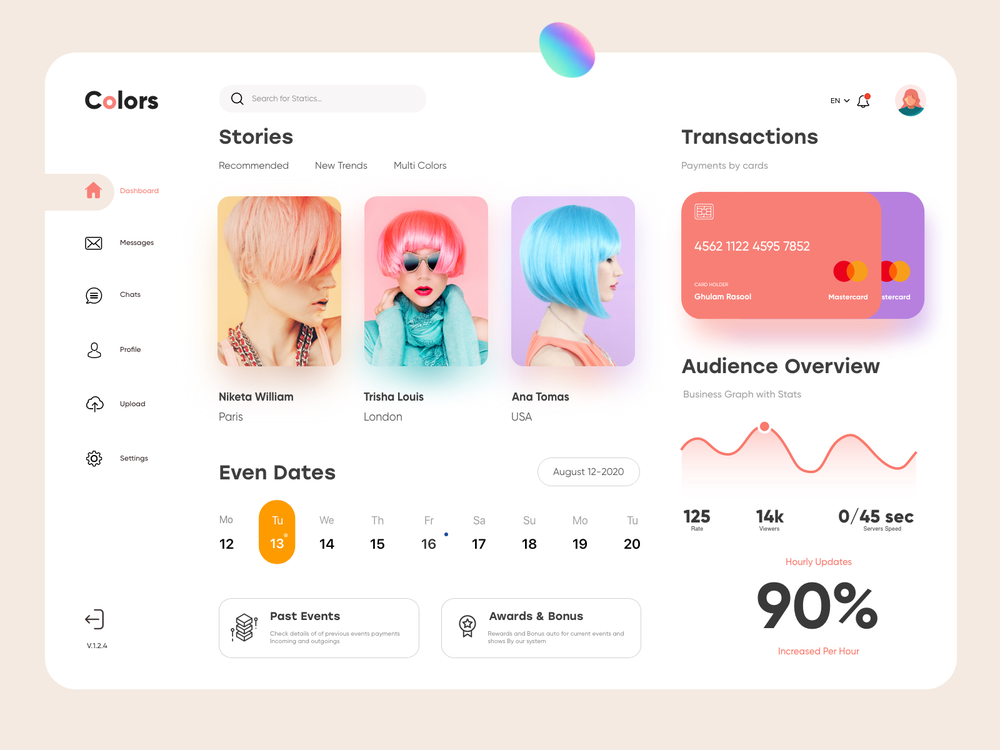 Colors
Search for Statics...
EN
Dashboard
Messages
Chats
Profile
Upload
Settings
V.1.2.4
Stories
Recommended
New Trends
Multi Colors
Niketa William
Paris
Trisha Louis
London
Ana Tomas
USA
Even Dates
August 12-2020
Mo Tu We Th Fr Sa Su Mo Tu
12 13 14 15 16 17 18 19 20
Past Events
Check details of of previous events payments
Incoming and outgoings
Awards & Bonus
Rewards and Bonus auto for current events and
shows By our system
Transactions
Payments by cards
4562 1122 4595 7852
CARD HOLDER
Ghulam Rasool
Mastercard
stercard
Audience Overview
Business Graph with Stats
125
Rate
14k
Viewers
0/45 sec
Servers Speed
Hourly Updates
90%
Increased Per Hour